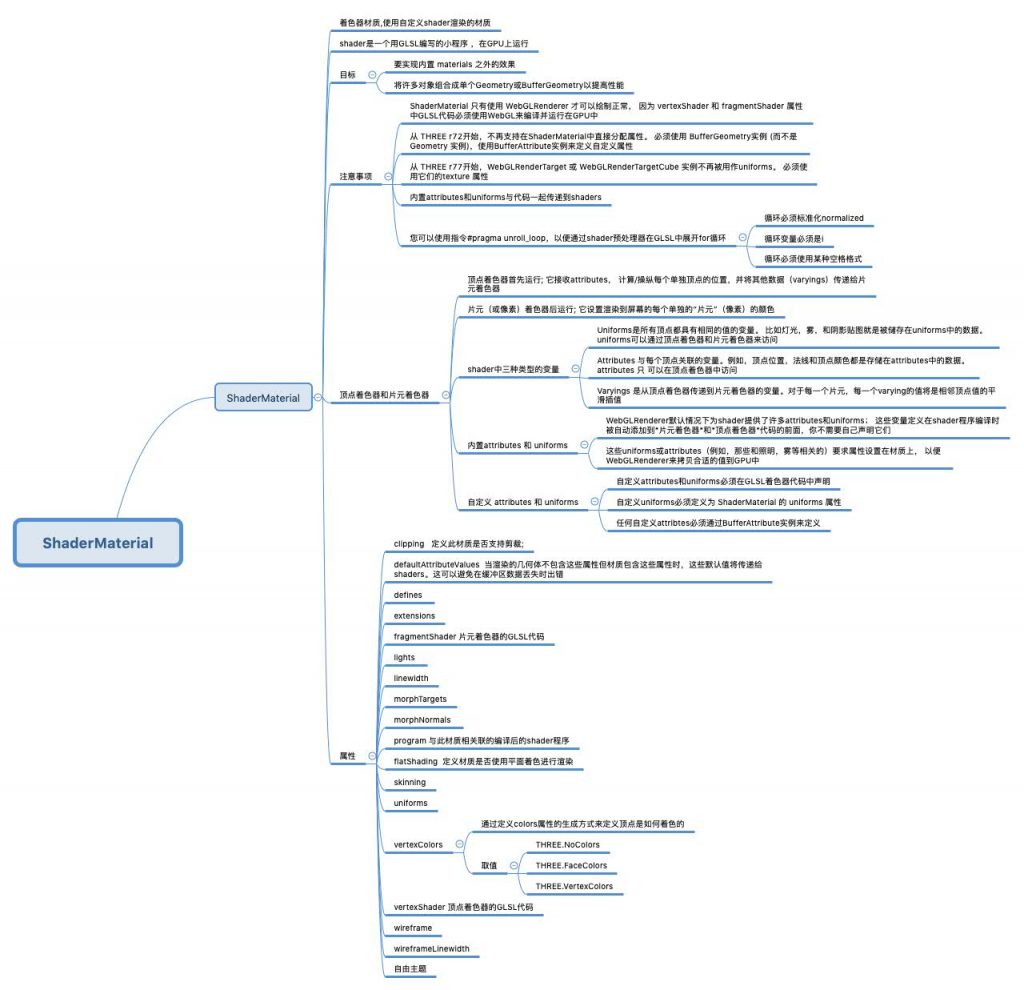 着色器材质,使用自定义shader渲染的材质
shader是一个用GLSL编写的小程序 ，在GPU上运行
目标
要实现内置 materials 之外的效果
将许多对象组合成单个Geometry或BufferGeometry以提高性能
注意事项
ShaderMaterial 只有使用 WebGLRenderer 才可以绘制正常， 因为 vertexShader 和 fragmentShader 属性
中GLSL代码必须使用WebGL来编译并运行在GPU中
从 THREE r72开始，不再支持在ShaderMaterial中直接分配属性。 必须使用 BufferGeometry实例 (而不是
Geometry 实例)，使用BufferAttribute实例来定义自定义属性
从 THREE r77开始，WebGLRenderTarget 或 WebGLRenderTargetCube 实例不再被用作uniforms。 必须使
用它们的texture 属性
内置attributes和uniforms与代码一起传递到shaders
您可以使用指令#pragma unroll_loop，以便通过shader预处理器在GLSL中展开for循环
循环必须标准化normalized
循环变量必须是i
循环必须使用某种空格格式
ShaderMaterial
顶点着色器和片元着色器
顶点着色器首先运行; 它接收attributes， 计算/操纵每个单独顶点的位置，并将其他数据（varyings）传递给片
元着色器
片元（或像素）着色器后运行; 它设置渲染到屏幕的每个单独的“片元”（像素）的颜色
shader中三种类型的变量
Uniforms是所有顶点都具有相同的值的变量。 比如灯光，雾，和阴影贴图就是被储存在uniforms中的数据。
uniforms可以通过顶点着色器和片元着色器来访问
Attributes 与每个顶点关联的变量。例如，顶点位置，法线和顶点颜色都是存储在attributes中的数据。
attributes 只 可以在顶点着色器中访问
Varyings 是从顶点着色器传递到片元着色器的变量。对于每一个片元，每一个varying的值将是相邻顶点值的平
滑插值
内置attributes 和 uniforms
WebGLRenderer默认情况下为shader提供了许多attributes和uniforms； 这些变量定义在shader程序编译时
被自动添加到*片元着色器*和*顶点着色器*代码的前面，你不需要自己声明它们
这些uniforms或attributes（例如，那些和照明，雾等相关的）要求属性设置在材质上， 以便
WebGLRenderer来拷贝合适的值到GPU中
自定义 attributes 和 uniforms
自定义attributes和uniforms必须在GLSL着色器代码中声明
自定义uniforms必须定义为 ShaderMaterial 的 uniforms 属性
任何自定义attribtes必须通过BufferAttribute实例来定义
ShaderMaterial
属性
clipping 定义此材质是否支持剪裁;
defaultAttributeValues 当渲染的几何体不包含这些属性但材质包含这些属性时，这些默认值将传递给
shaders。这可以避免在缓冲区数据丢失时出错
defines
extensions
fragmentShader 片元着色器的GLSL代码
lights
linewidth
morphTargets
morphNormals
program 与此材质相关联的编译后的shader程序
flatShading 定义材质是否使用平面着色进行渲染
skinning
uniforms
vertexColors
通过定义colors属性的生成方式来定义顶点是如何着色的
取值
THREE.NoColors
THREE.FaceColors
THREE.VertexColors
vertexShader 顶点着色器的GLSL代码
wireframe
wireframeLinewidth
自由主题